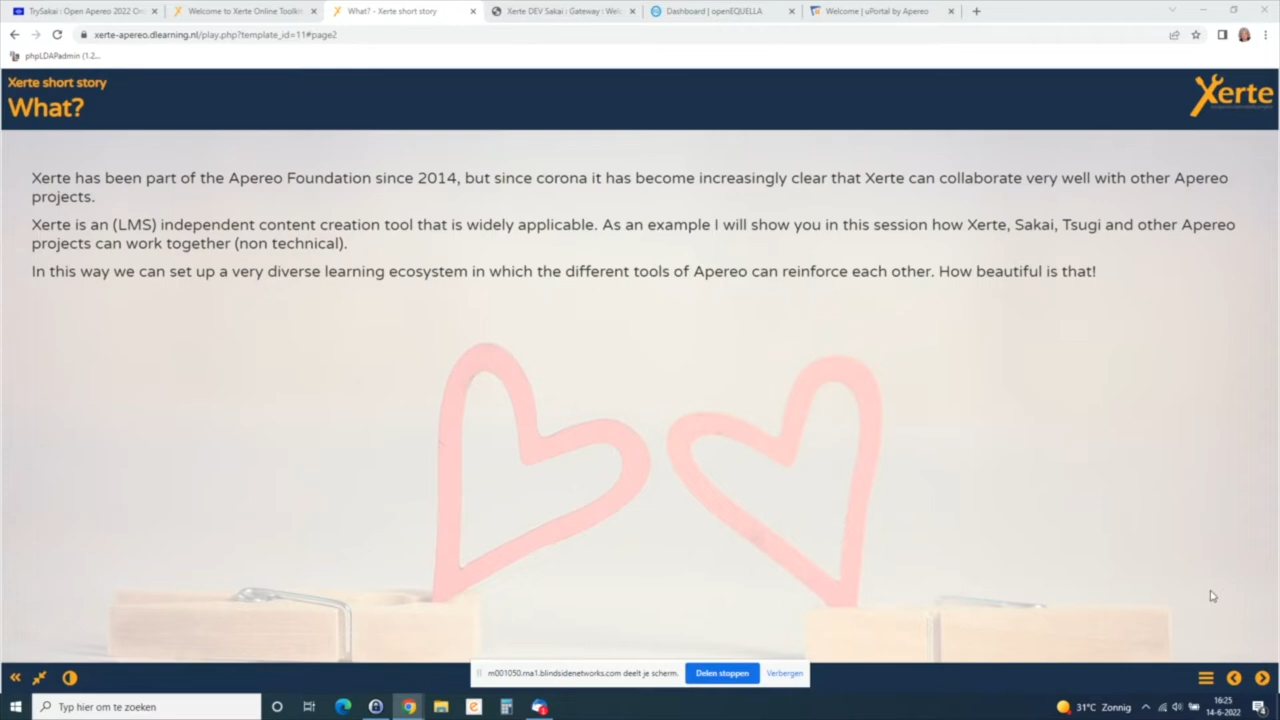 TrySakai : Open Apereo 2022 On
Welcome to Xerte Online Toolkit
What? - Xerte short story
Xerte DEV Sakai : Gateway : Wel
Dashboard | openEQUELLA
Welcome | uPortal by Apereo
xerte-apereo.dlearning.nl/play.php?template_id=11#page2
phpLDAPadmin (1.2...
Xerte short story
What?
Xerte
Xerte has been part of the Apereo Foundation since 2014, but since corona it has become increasingly clear that Xerte can collaborate very well with other Apereo
projects.
Xerte is an (LMS) independent content creation tool that is widely applicable. As an example I will show you in this session how Xerte, Sakai, Tsugi and other Apereo
projects can work together (non technical).
In this way we can set up a very diverse learning ecosystem in which the different tools of Apereo can reinforce each other. How beautiful is that!
m001050.rna1.blindsidenetworks.com deelt je scherm.
Delen stoppen
Verbergen
Typ hier om te zoeken
31°C Zonnig
16:25
14-6-2022
4